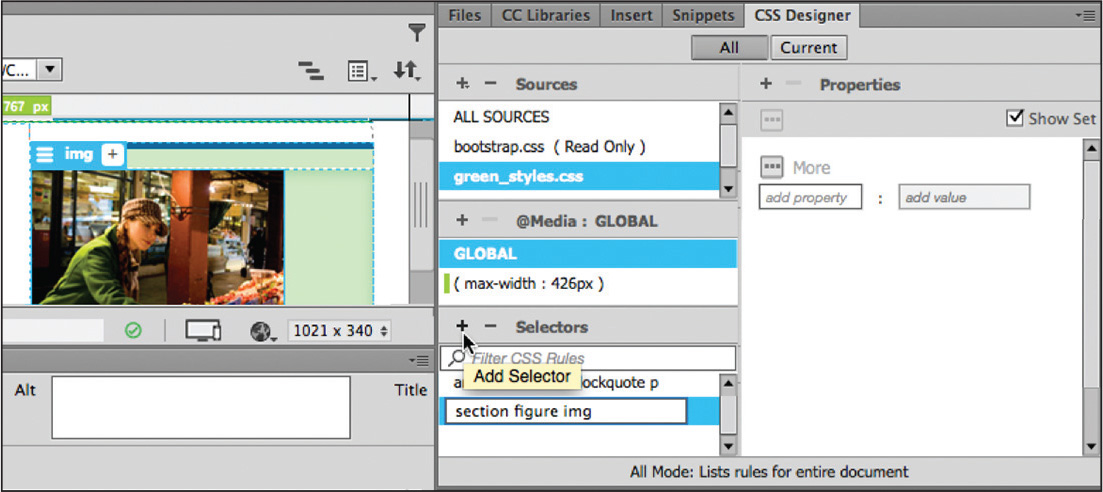 Files CC Libraries Insert Snippets CSS Designer
All Current
/C...
Sources
Properties
767 px
ALL SOURCES
Show Set
bootstrap.css ( Read Only )
img +
More
green_styles.css
add property : add value
@Media : GLOBAL
GLOBAL
( max-width : 426px )
1021 x 340
Selectors
Filter CSS Rules
Add Selector
ockquote p
Alt
Title
section figure img
All Mode: Lists rules for entire document